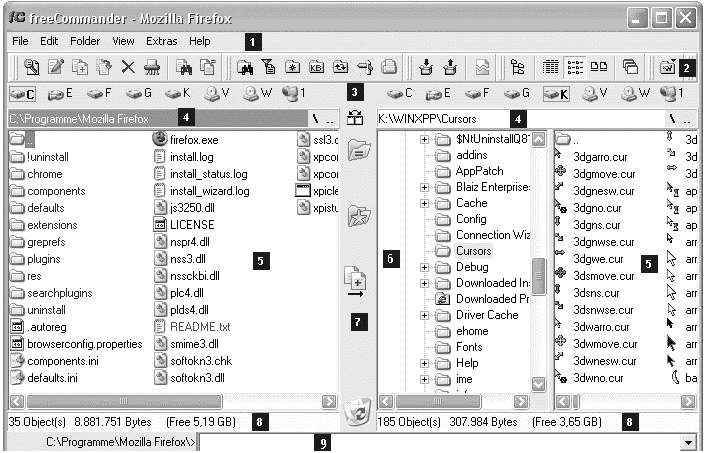 freeCommander - Mozilla Firefox
File Edit Folder View Extras Help 1
KB 2
C E F G K V W 1 3 C E F G K V W 1
C:\Programme\Mozilla Firefox 4 \ .. K:\WINXPP\Cursors 4 \ ..
..
!uninstall
chrome
components
defaults
extensions
greprefs
plugins
res
searchplugins
uninstall
.autoreg
browserconfig.properties
components.ini
defaults.ini
firefox.exe
install.log
install_status.log
install_wizard.log
js3250.dll
LICENSE
nspr4.dll
nss3.dll
nssckbi.dll
plc4.dll
plds4.dll
README.txt
smime3.dll
softokn3.chk
softokn3.dll
ssl3.c
xpcor
xpcor
xpicle
xpistu
5
7
6
$NtUninstallQ8
addins
AppPatch
Blaiz Enterprise
Cache
Config
Connection Wiz
Cursors
Debug
Downloaded Ins
Downloaded Pr
Driver Cache
ehome
Fonts
Help
ime
..
3dgarro.cur
3dgmove.cur
3dgnesw.cur
3dgno.cur
3dgns.cur
3dgnwse.cur
3dgwe.cur
3dsmove.cur
3dsns.cur
3dsnwse.cur
3dwarro.cur
3dwmove.cur
3dwnesw.cur
3dwno.cur
3d
3d
3d
ap
ap
arr
arr
arr
arr
arr
arr
arr
arr
arr
ba
5
35 Object(s) 8.881.751 Bytes (Free 5,19 GB) 8
185 Object(s) 307.984 Bytes (Free 3,65 GB) 8
C:\Programme\Mozilla Firefox\> 9